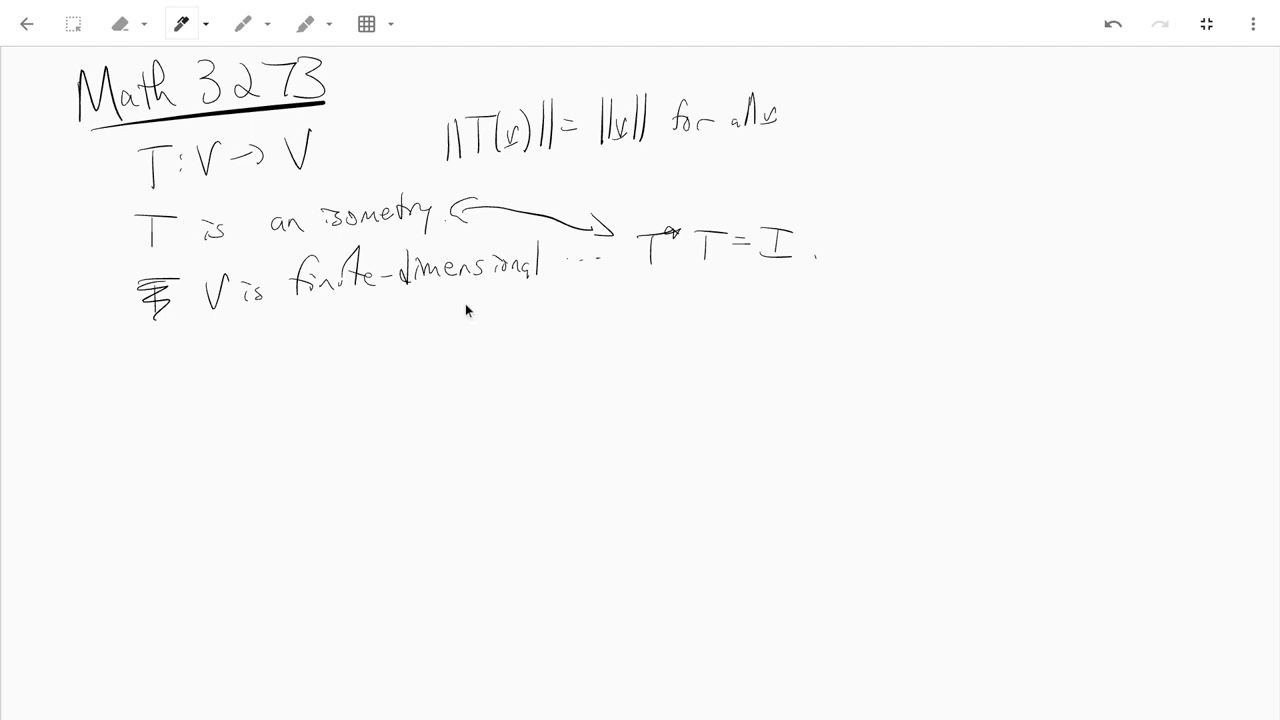 Math 3273
||T(v)|| = ||v|| for all v
T: V → V
T is an isometry. ↔ T* T = I.
V is finite-dimensional ...